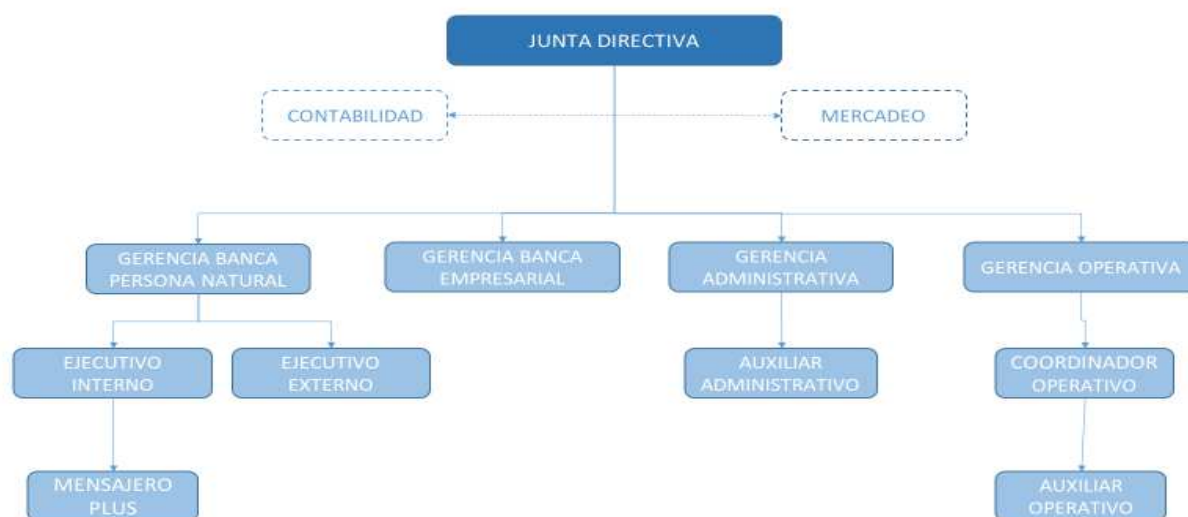 JUNTA DIRECTIVA
CONTABILIDAD
MERCADEO
GERENCIA BANCA
PERSONA NATURAL
GERENCIA BANCA
EMPRESARIAL
GERENCIA
ADMINISTRATIVA
GERENCIA OPERATIVA
EJECUTIVO
INTERNO
EJECUTIVO
EXTERNO
AUXILIAR
ADMINISTRATIVO
COORDINADOR
OPERATIVO
MENSAJERO
PLUS
AUXILIAR
OPERATIVO